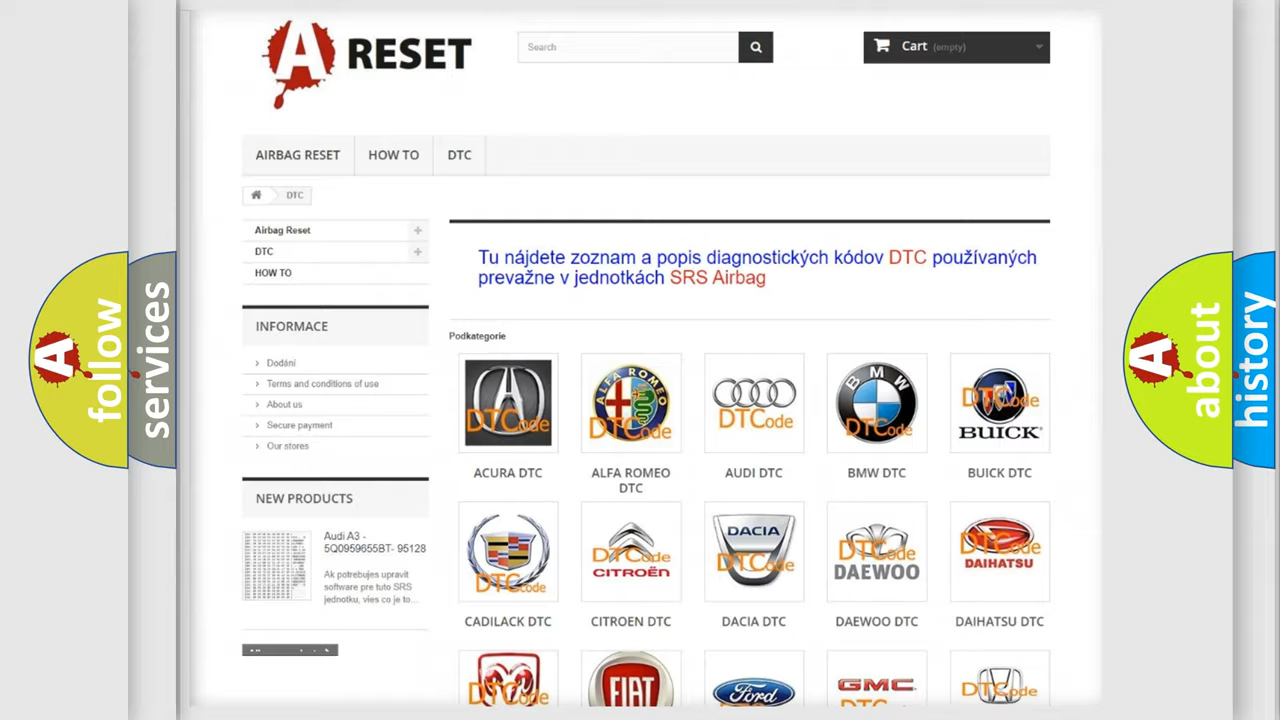 A RESET
Search
Cart (empty)
AIRBAG RESET
HOW TO
DTC
DTC
Airbag Reset
DTC
HOW TO
INFORMACE
Dodání
Terms and conditions of use
About us
Secure payment
Our stores
NEW PRODUCTS
Audi A3 -
5Q0959655BT- 95128
Ak potrebujes upravit
software pre tuto SRS
jednotku, vies co je to...
Tu nájdete zoznam a popis diagnostických kódov DTC používaných
prevažne v jednotkách SRS Airbag
Podkategorie
DTCode
ALFA ROMEO
DTCode
DTCode
BMW
DTCode
DTCode
BUICK
ACURA DTC
ALFA ROMEO
DTC
AUDI DTC
BMW DTC
BUICK DTC
DTCode
DTCode
CITROËN
DACIA
DTCode
DTCode
DAEWOO
DTCode
DAIHATSU
CADILACK DTC
CITROEN DTC
DACIA DTC
DAEWOO DTC
DAIHATSU DTC
DTCode
FIAT
Ford
GMC
DTCode
A follow
services
A about
history